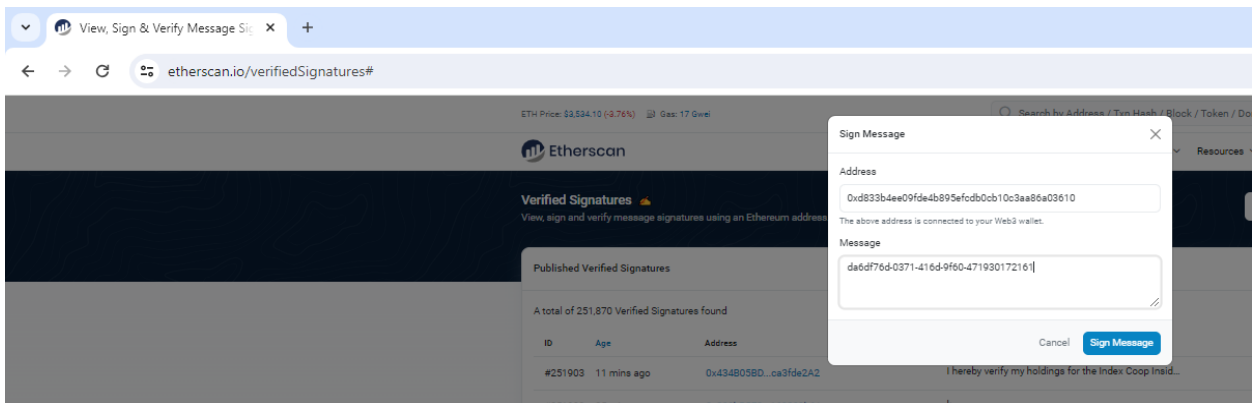 View, Sign & Verify Message Sig
etherscan.io/verifiedSignatures#
ETH Price: $3,534.10 (-3.76%) Gas: 17 Gwei
Search by Address / Txn Hash / Block / Token / Do
Etherscan
Resources
Verified Signatures
View, sign and verify message signatures using an Ethereum address
Sign Message
Address
0xd833b4ee09fde4b895efcdb0cb10c3aa86a03610
The above address is connected to your Web3 wallet.
Message
da6df76d-0371-416d-9f60-471930172161
Cancel Sign Message
Published Verified Signatures
A total of 251,870 Verified Signatures found
ID Age Address
#251903 11 mins ago 0x434B05BD...ca3fde2A2 I hereby verify my holdings for the Index Coop Insid...